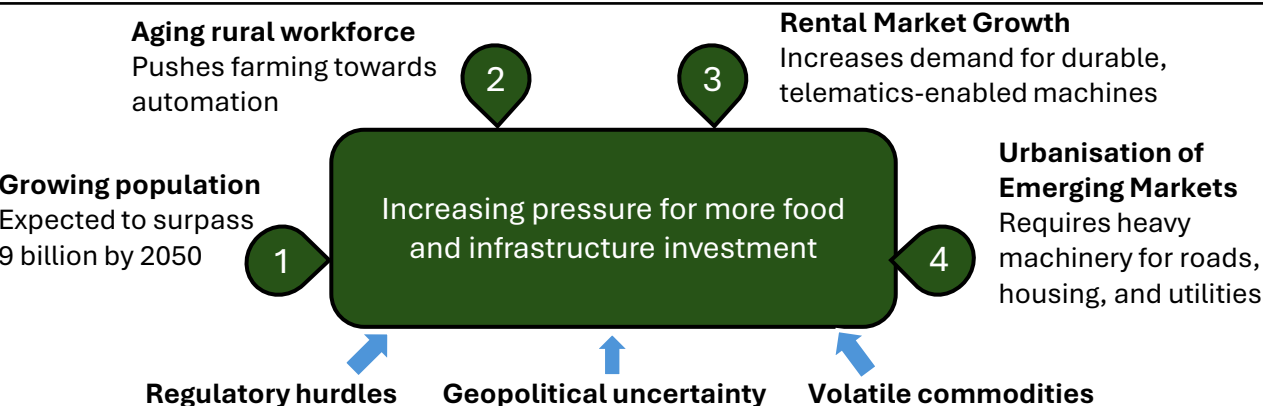 Aging rural workforce
Pushes farming towards
automation
2
3
Rental Market Growth
Increases demand for durable,
telematics-enabled machines
Growing population
Expected to surpass
9 billion by 2050
1
Increasing pressure for more food
and infrastructure investment
4
Urbanisation of
Emerging Markets
Requires heavy
machinery for roads,
housing, and utilities
Regulatory hurdles
Geopolitical uncertainty
Volatile commodities